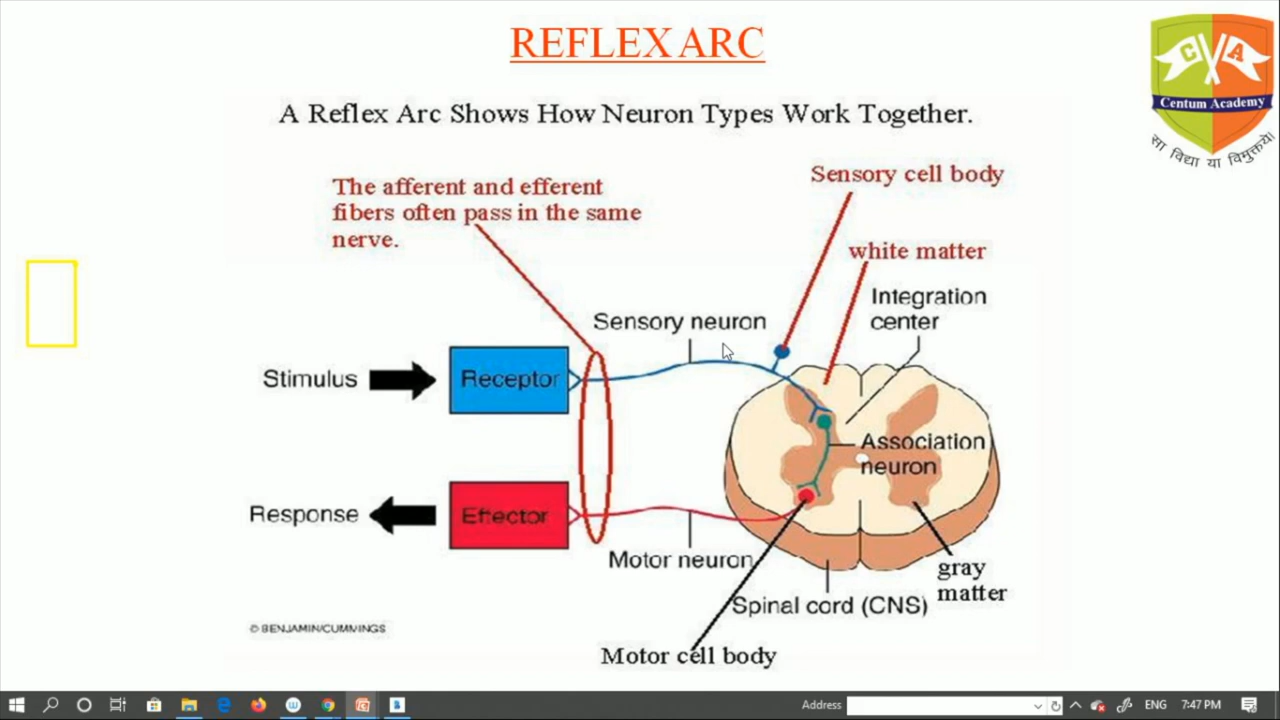 REFLEX ARC
C A
Centum Academy
सा विद्या या विमुक्तये।
A Reflex Arc Shows How Neuron Types Work Together.
The afferent and efferent
fibers often pass in the same
nerve.
Sensory cell body
white matter
Integration
center
Sensory neuron
Stimulus
Receptor
Association
neuron
Response
Effector
Motor neuron
gray
matter
Spinal cord (CNS)
© BENJAMIN/CUMMINGS
Motor cell body
Address
ENG
7:47 PM